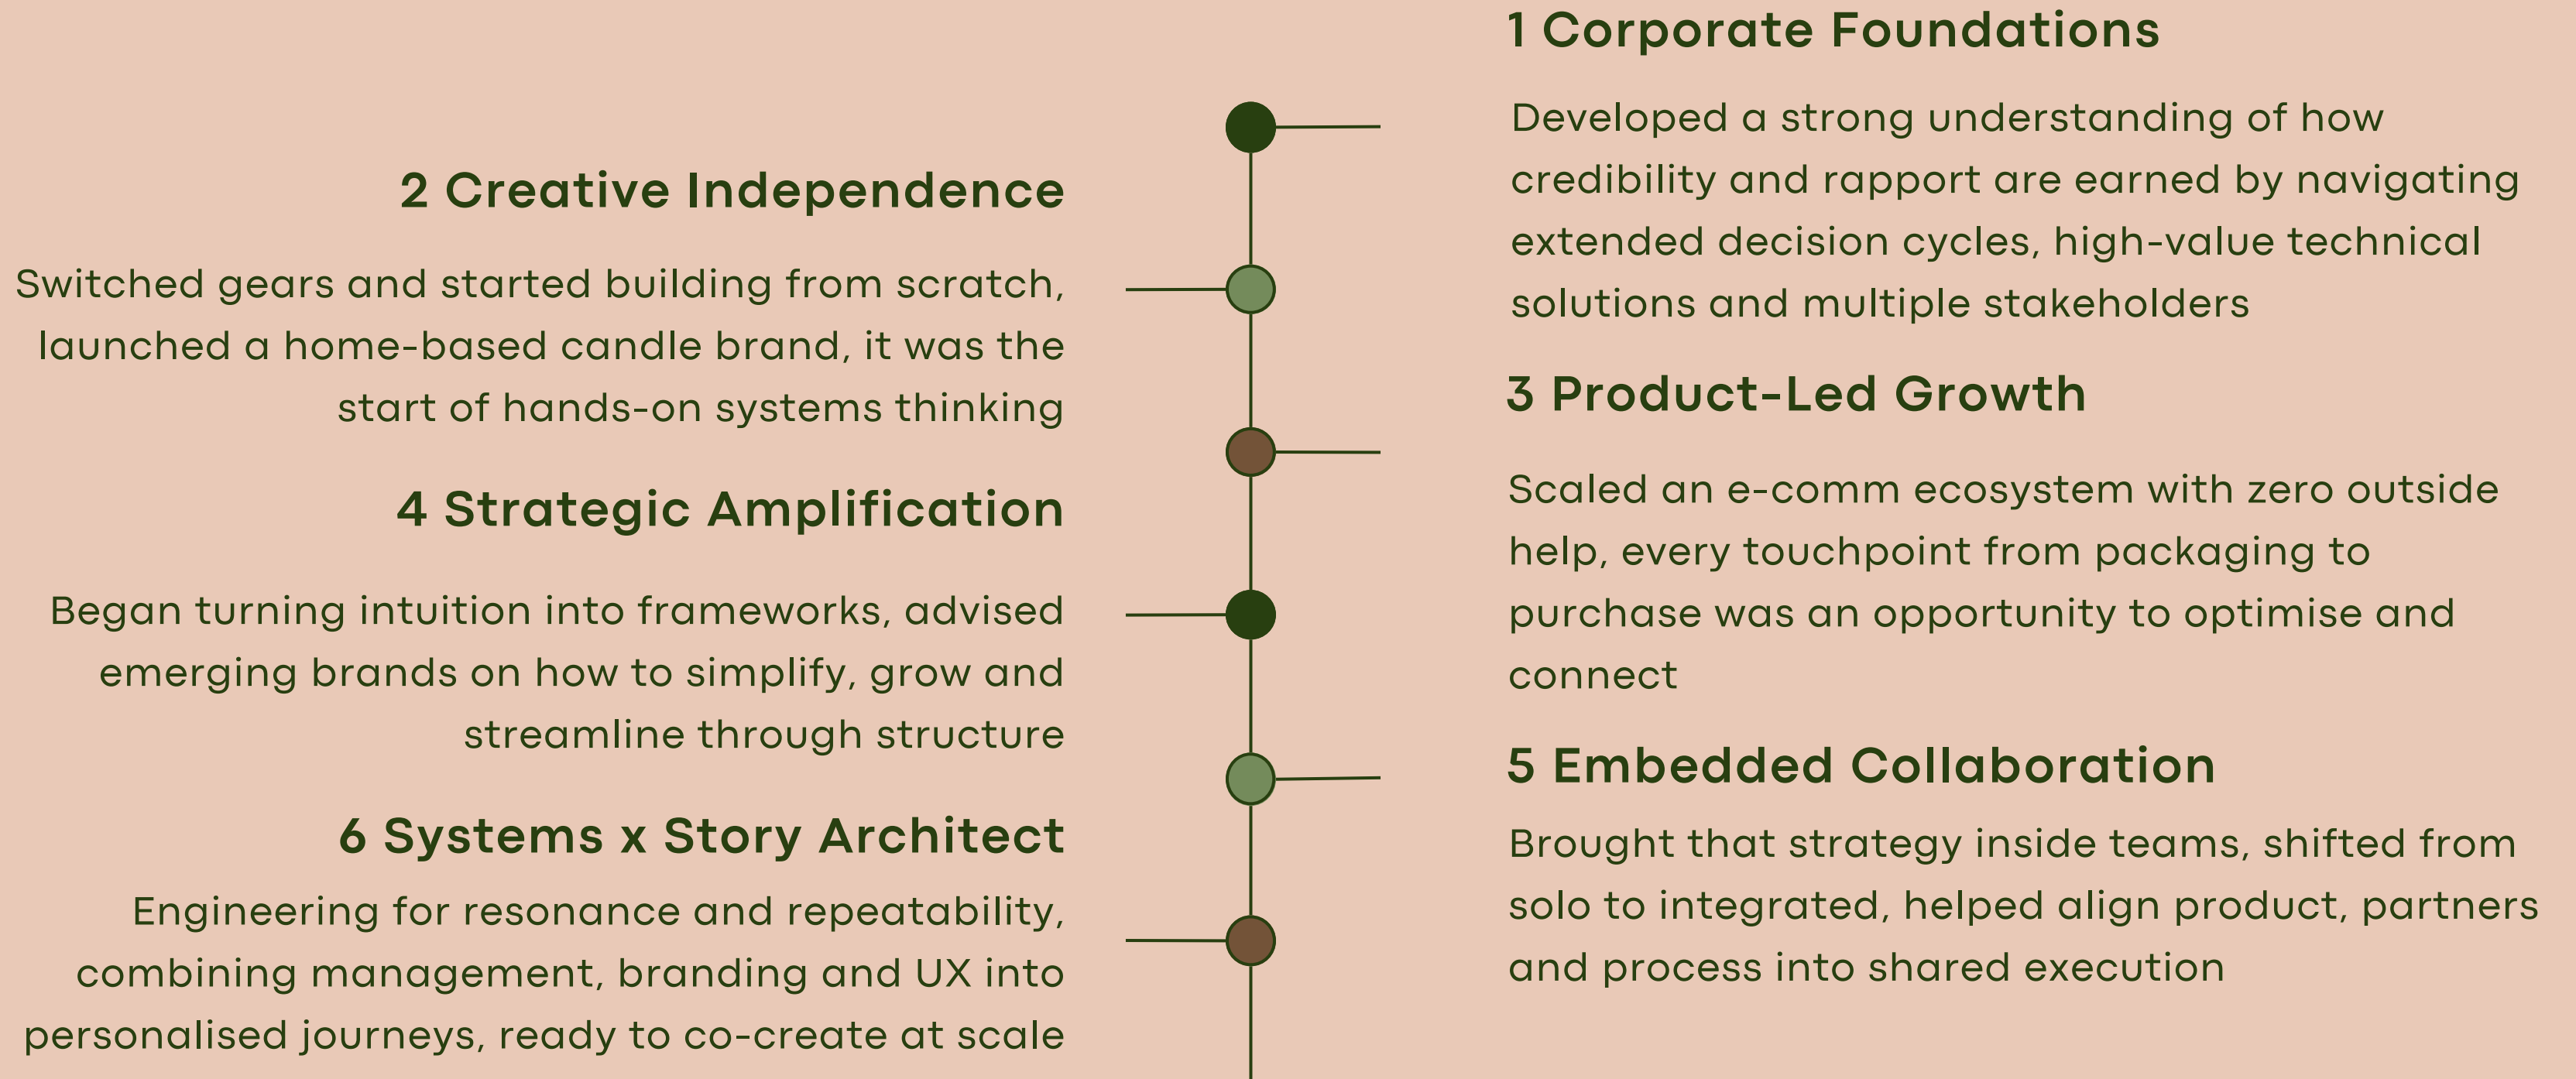 1 Corporate Foundations
Developed a strong understanding of how
credibility and rapport are earned by navigating
extended decision cycles, high-value technical
solutions and multiple stakeholders
2 Creative Independence
Switched gears and started building from scratch,
launched a home-based candle brand, it was the
start of hands-on systems thinking
3 Product-Led Growth
Scaled an e-comm ecosystem with zero outside
help, every touchpoint from packaging to
purchase was an opportunity to optimise and
connect
4 Strategic Amplification
Began turning intuition into frameworks, advised
emerging brands on how to simplify, grow and
streamline through structure
5 Embedded Collaboration
Brought that strategy inside teams, shifted from
solo to integrated, helped align product, partners
and process into shared execution
6 Systems x Story Architect
Engineering for resonance and repeatability,
combining management, branding and UX into
personalised journeys, ready to co-create at scale